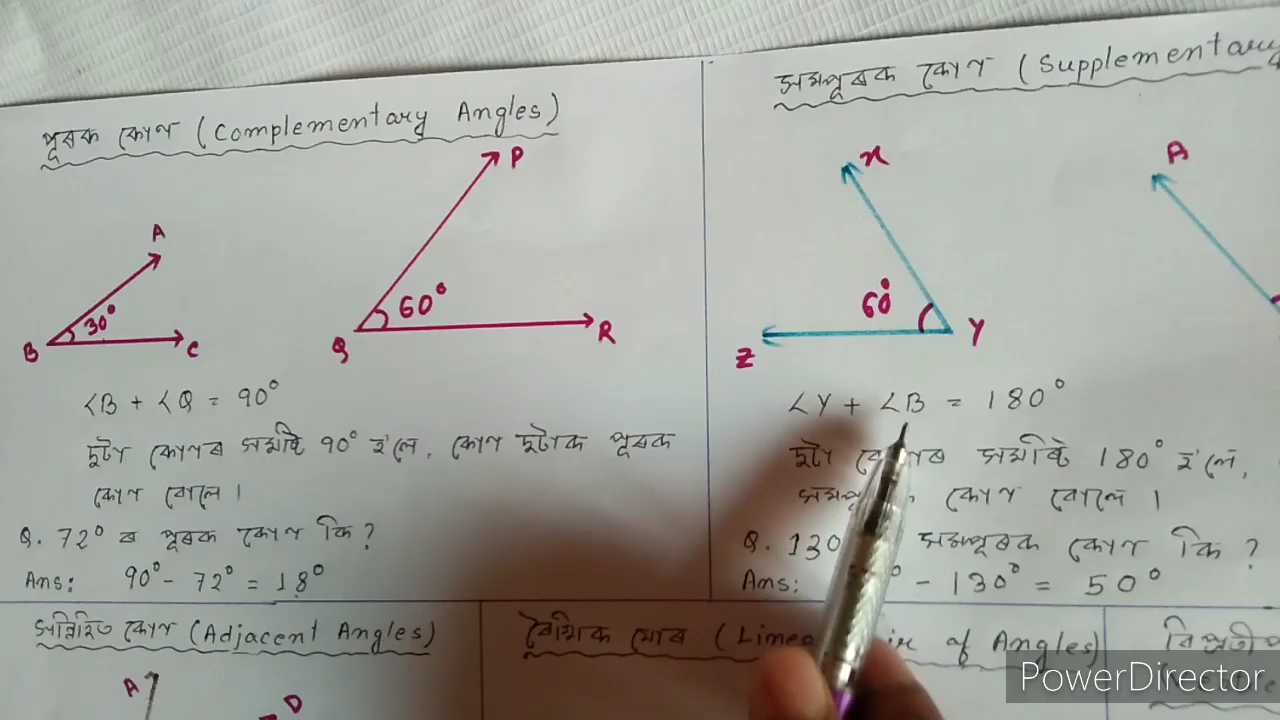 পূৰক কোণ (Complementary Angles)
A
30°
B
C
P
60°
Q
R
∠B + ∠Q = 90°
দুটা কোণৰ সমষ্টি 90° হ'লে, কোণ দুটাক পূৰক
কোণ বোলে।
Q. 72° ৰ পূৰক কোণ কি?
Ans: 90° - 72° = 18°
সম্পূৰক কোণ (Supplementary
X
60°
Y
Z
A
∠Y + ∠B = 180°
দুটা কোণৰ সমষ্টি 180° হ'লে,
কোণ বোলে।
Q. 130 সম্পূৰক কোণ কি?
Ans: - 130° = 50°
সন্নিহিত কোণ (Adjacent Angles)
A
D
ৰৈখিক যোৰ ( of Angles)
PowerDirector